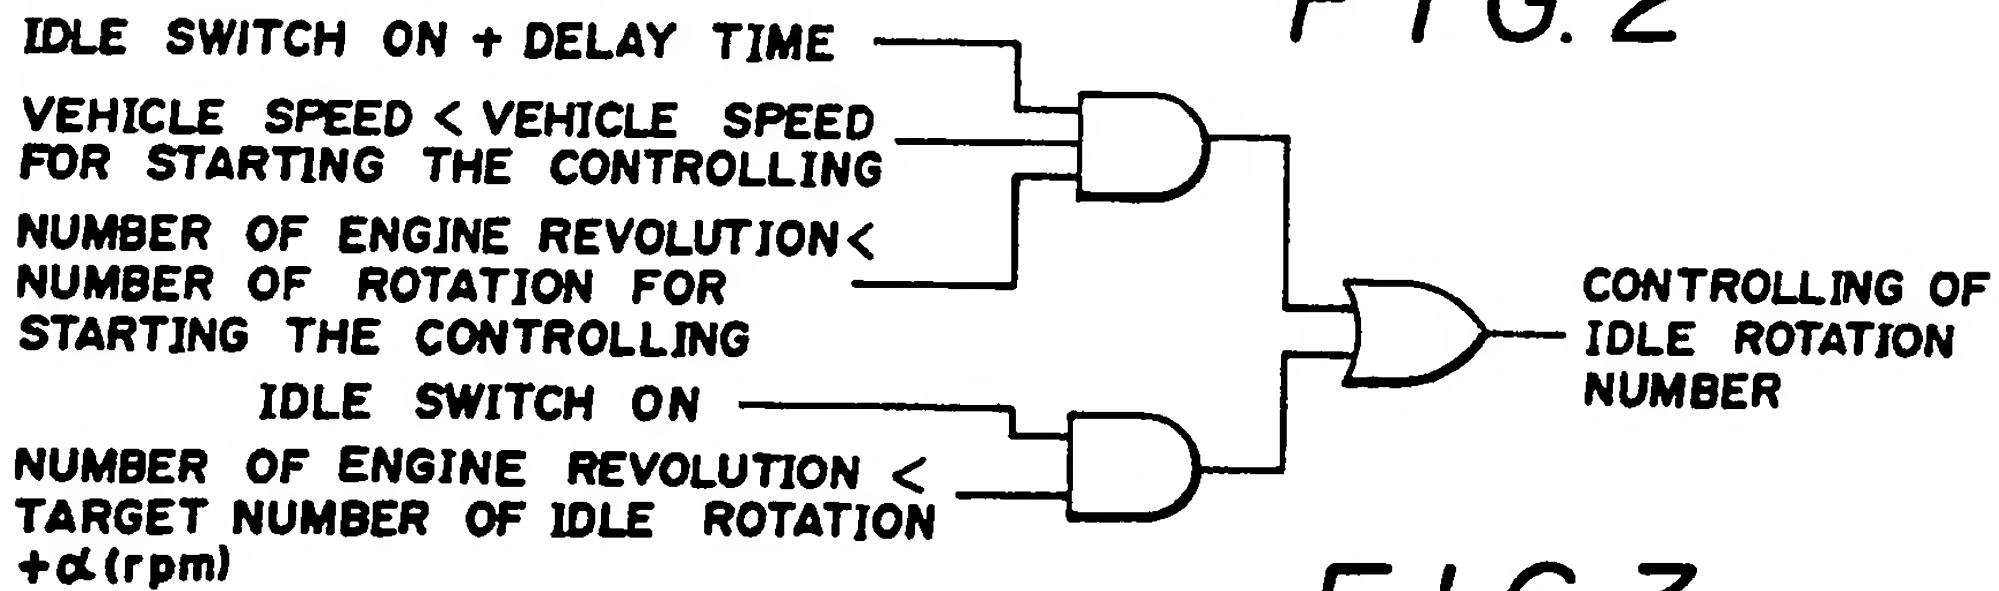 FIG. 2
IDLE SWITCH ON + DELAY TIME
VEHICLE SPEED < VEHICLE SPEED
FOR STARTING THE CONTROLLING
NUMBER OF ENGINE REVOLUTION <
NUMBER OF ROTATION FOR
STARTING THE CONTROLLING
IDLE SWITCH ON
NUMBER OF ENGINE REVOLUTION <
TARGET NUMBER OF IDLE ROTATION
+α(rpm)
CONTROLLING OF
IDLE ROTATION
NUMBER